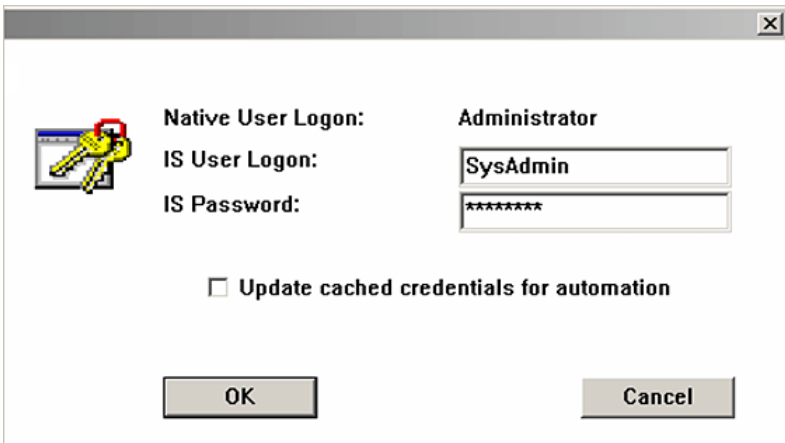 Native User Logon: Administrator
IS User Logon: SysAdmin
IS Password: ********
Update cached credentials for automation
OK Cancel